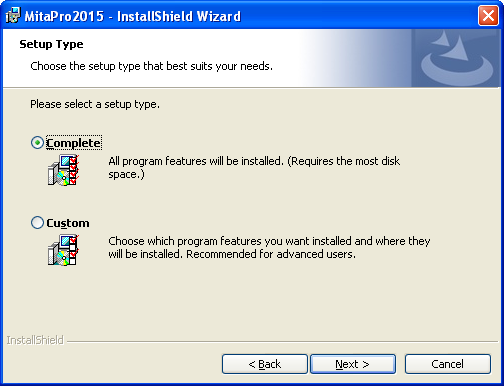 MitaPro2015 - InstallShield Wizard
Setup Type
Choose the setup type that best suits your needs.
Please select a setup type.
Complete
All program features will be installed. (Requires the most disk
space.)
Custom
Choose which program features you want installed and where they
will be installed. Recommended for advanced users.
InstallShield
< Back
Next >
Cancel